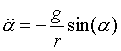 α̈ = −g/r sin(α)